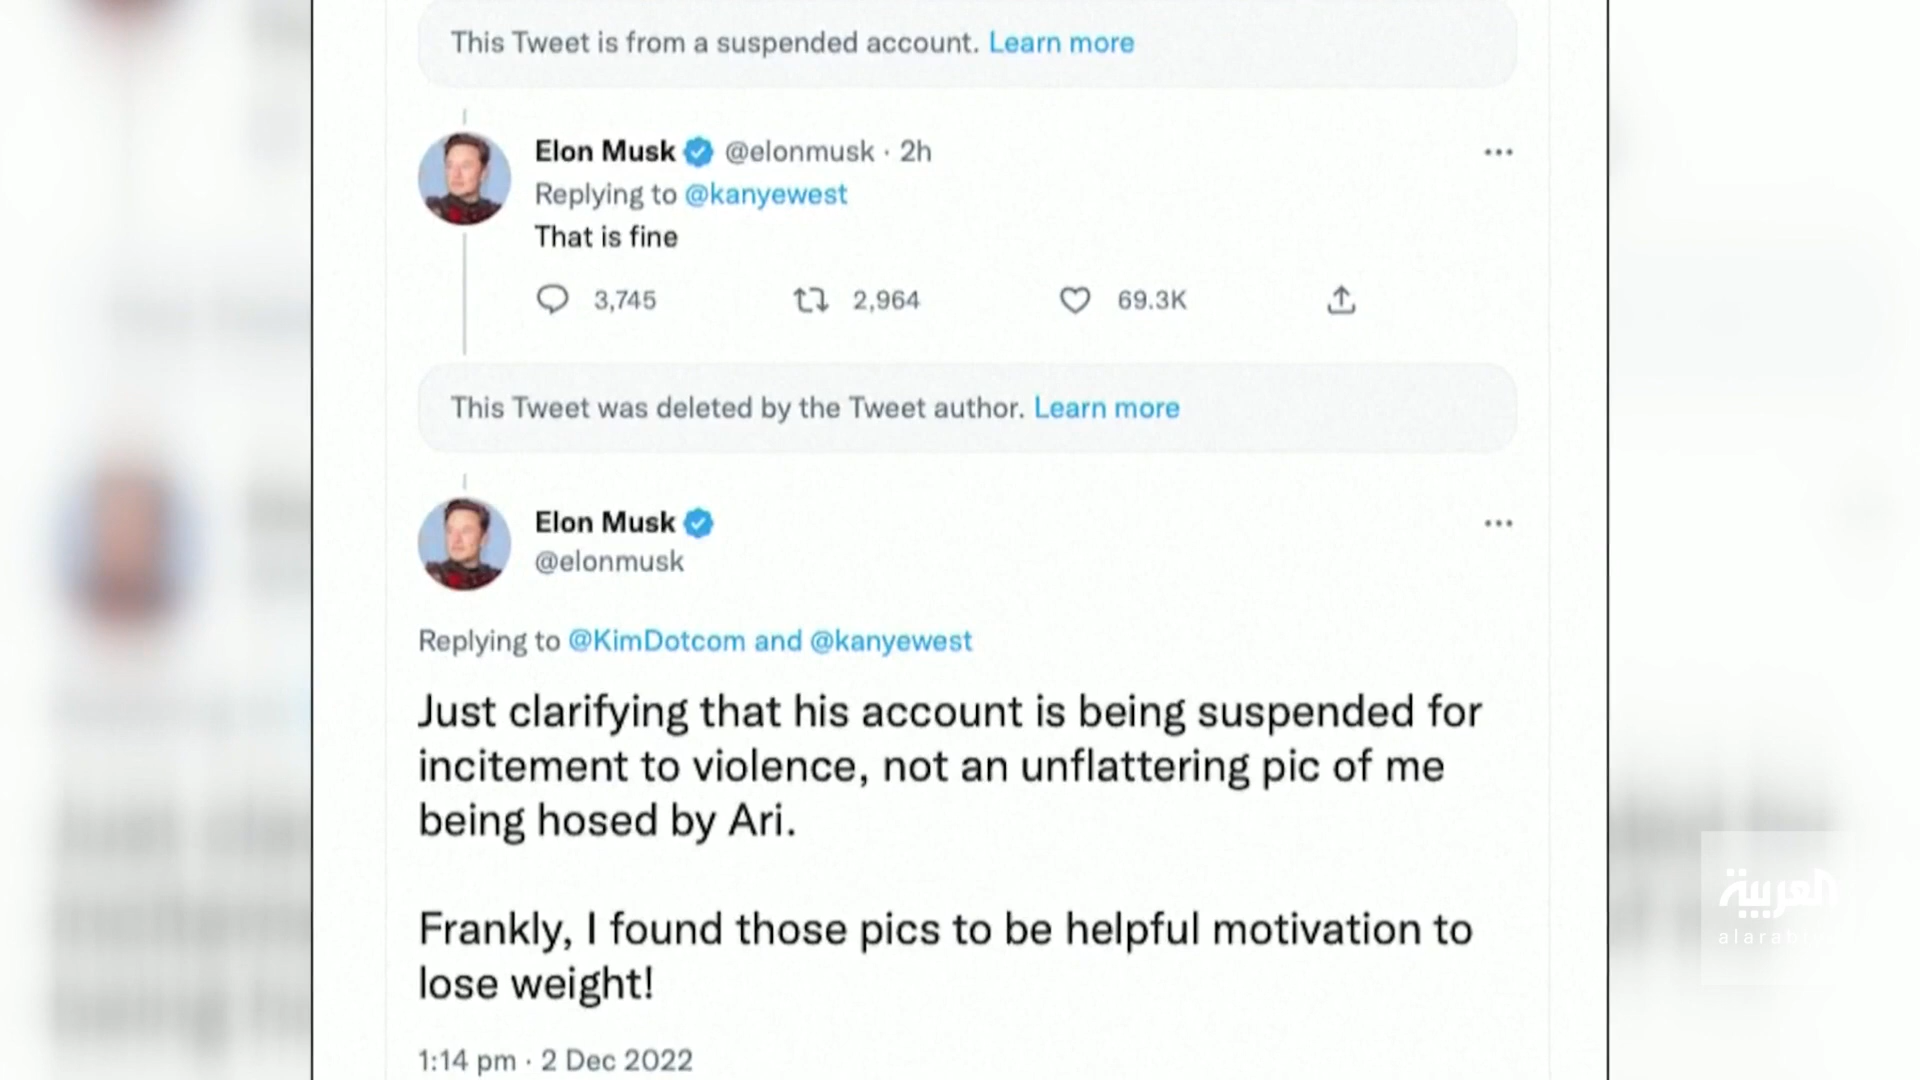 This Tweet is from a suspended account. Learn more
Elon Musk @elonmusk · 2h
Replying to @kanyewest
That is fine
3,745 2,964 69.3K
This Tweet was deleted by the Tweet author. Learn more
Elon Musk
@elonmusk
Replying to @KimDotcom and @kanyewest
Just clarifying that his account is being suspended for
incitement to violence, not an unflattering pic of me
being hosed by Ari.
Frankly, I found those pics to be helpful motivation to
lose weight!
1:14 pm · 2 Dec 2022
العربية